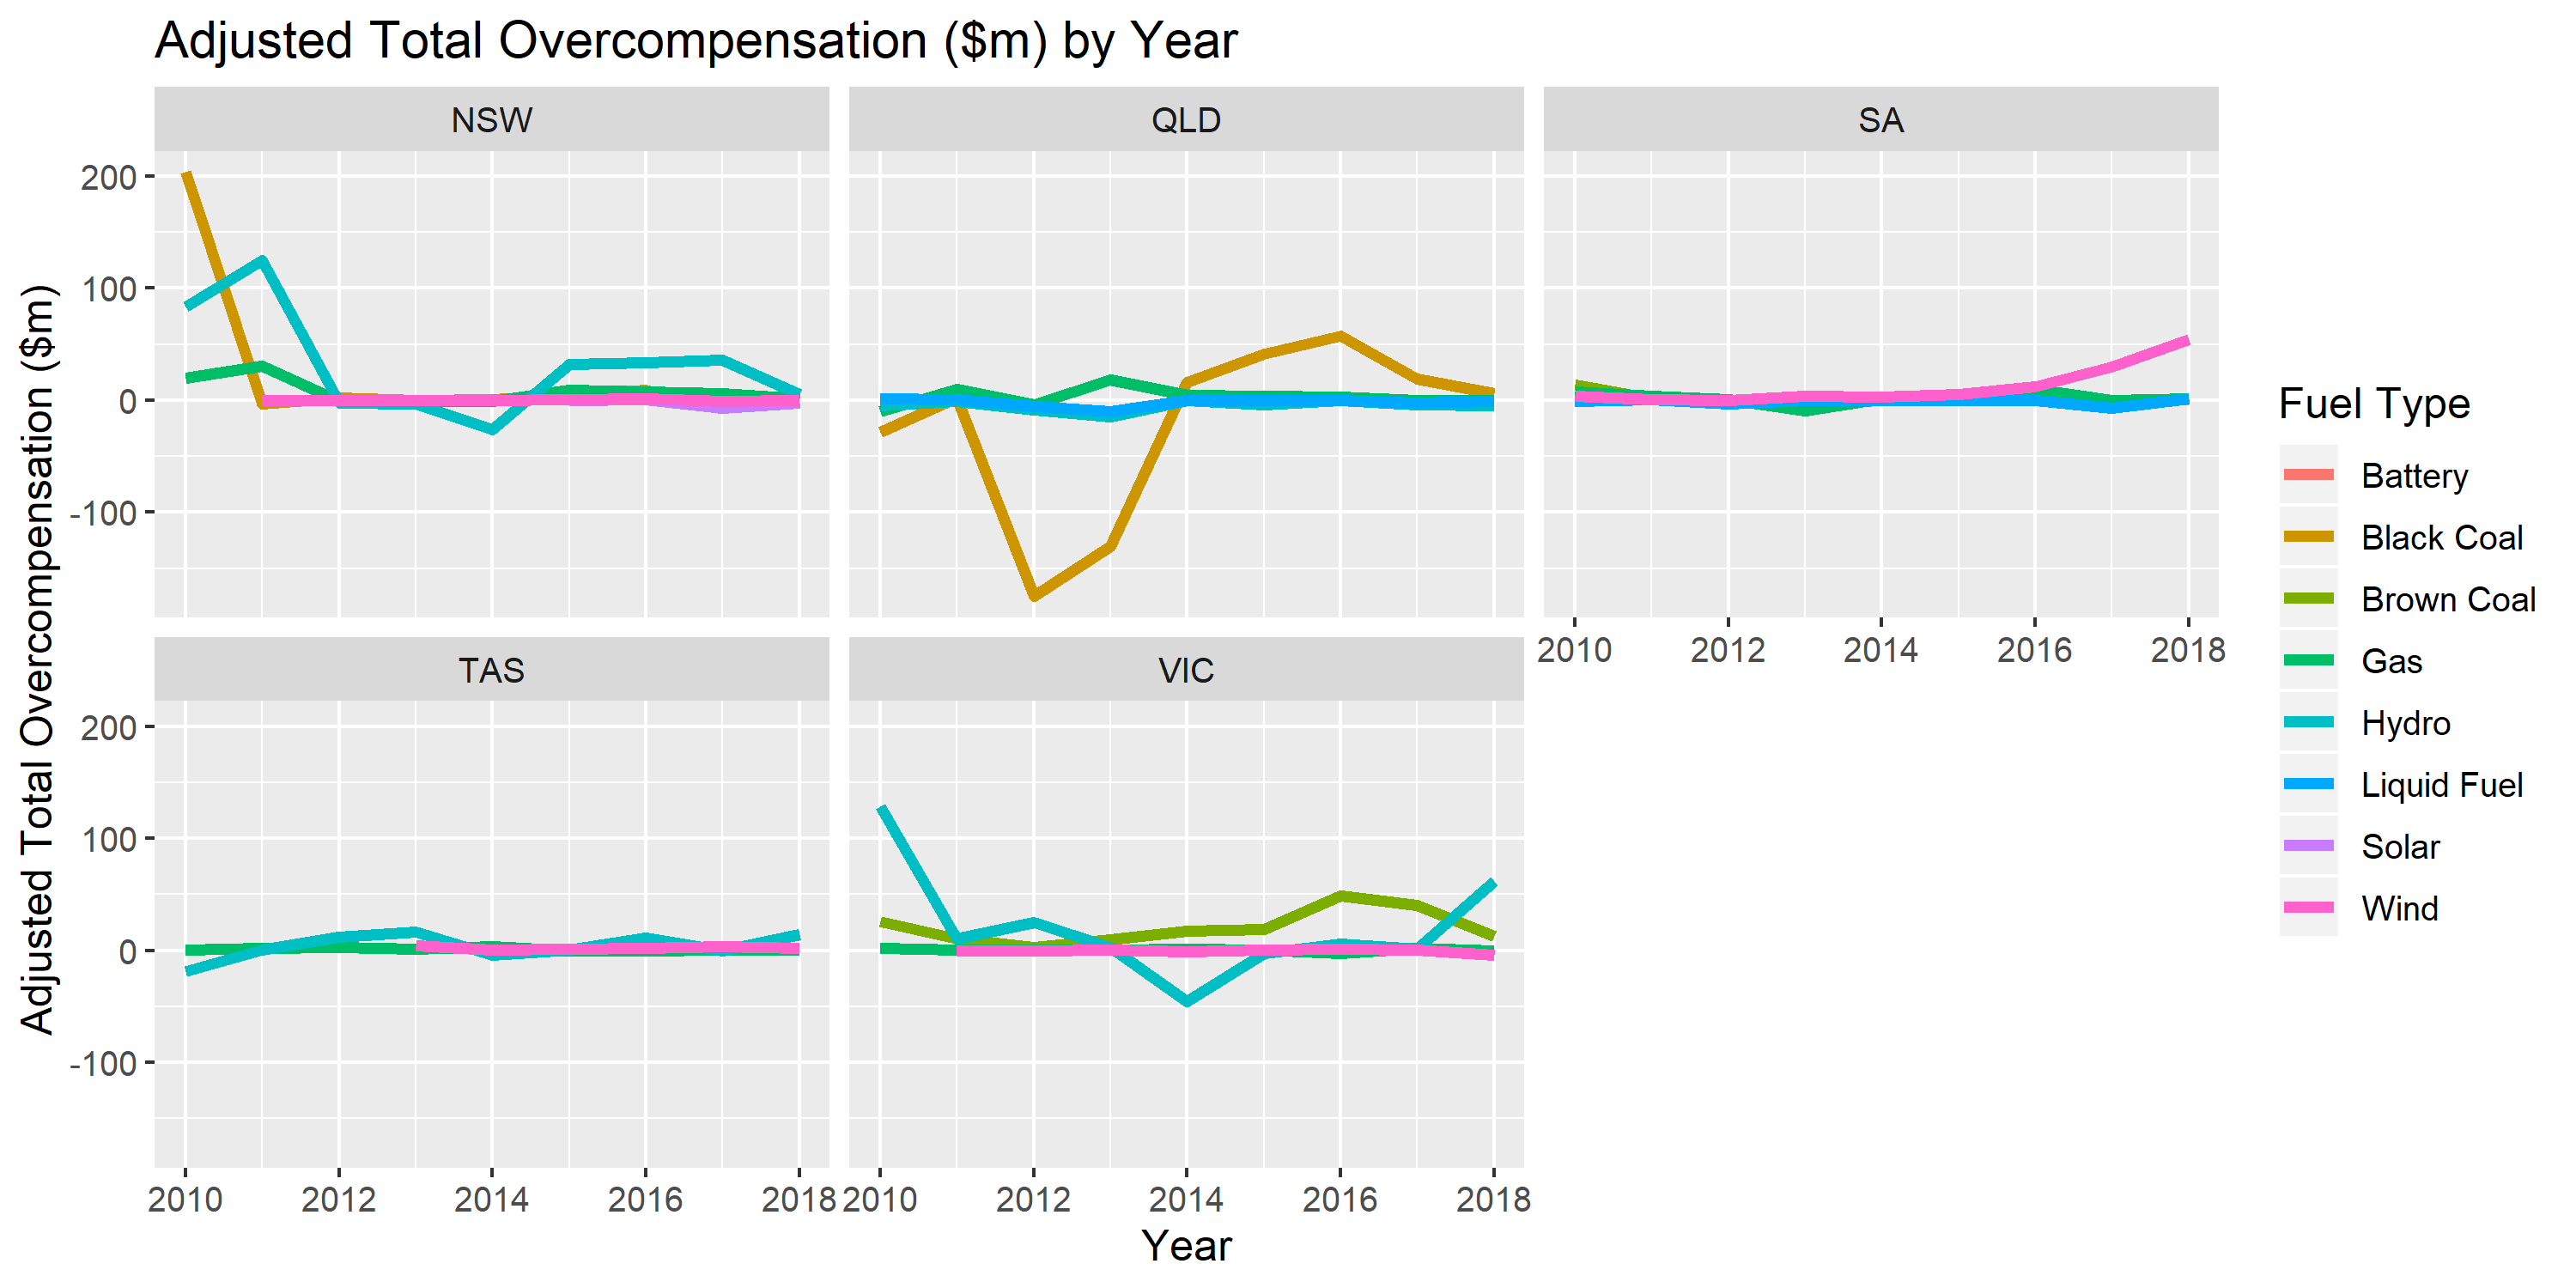 Adjusted Total Overcompensation ($m) by Year
NSW
QLD
SA
200
100
0
-100
2010 2012 2014 2016 2018
TAS
VIC
200
100
0
-100
2010 2012 2014 2016 2018
2010 2012 2014 2016 2018
Year
Adjusted Total Overcompensation ($m)
Fuel Type
Battery
Black Coal
Brown Coal
Gas
Hydro
Liquid Fuel
Solar
Wind